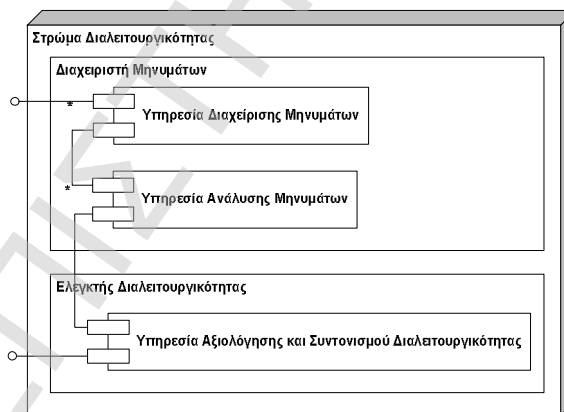 Στρώμα Διαλειτουργικότητας
Διαχειριστή Μηνυμάτων
*
Υπηρεσία Διαχείρισης Μηνυμάτων
*
Υπηρεσία Ανάλυσης Μηνυμάτων
Ελεγκτής Διαλειτουργικότητας
Υπηρεσία Αξιολόγησης και Συντονισμού Διαλειτουργικότητας